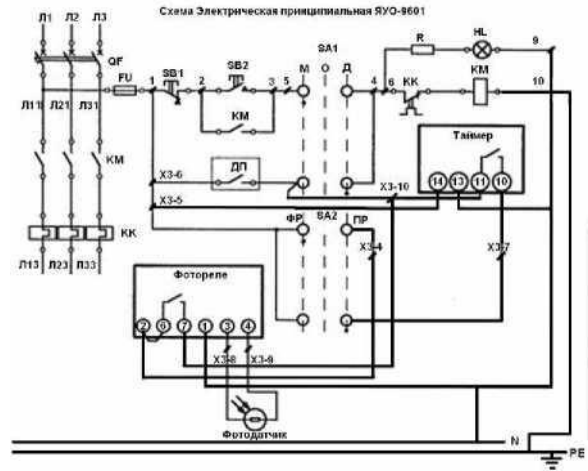 Схема Электрическая принципиальная ЯУО-9601
Л1 Л2 Л3
QF
FU
1 SB1 2 SB2 3 5 М SA1 О Д 4 6 КК R HL 9
КМ 10
Л11 Л21 Л31
КМ
КМ
ДП
Х3-6
Х3-5
Таймер
14 13 11 10
Х3-10
КК
Л13 Л23 Л33
ФР SA2 ПР
Х3-4
Х3-7
Фотореле
2 6 7 1 3 4
Х3-8 Х3-9
Фотодатчик
N
PE